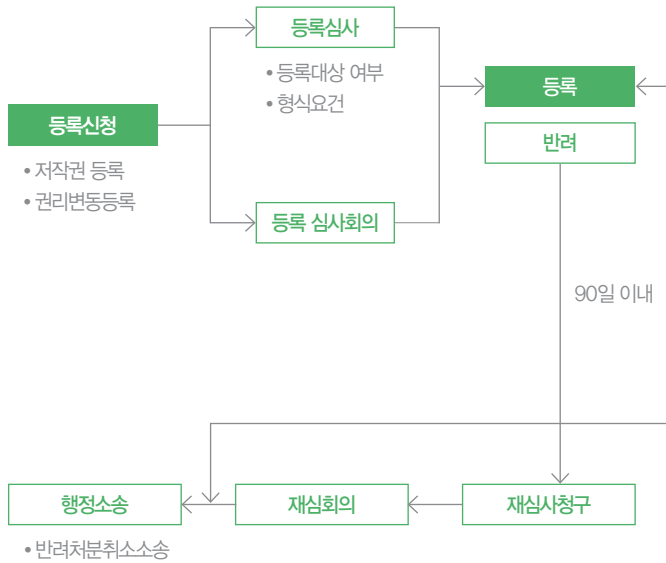 등록심사
• 등록대상 여부
• 형식요건
등록
반려
등록신청
• 저작권 등록
• 권리변동등록
등록 심사회의
90일 이내
행정소송
재심회의
재심사청구
• 반려처분취소소송